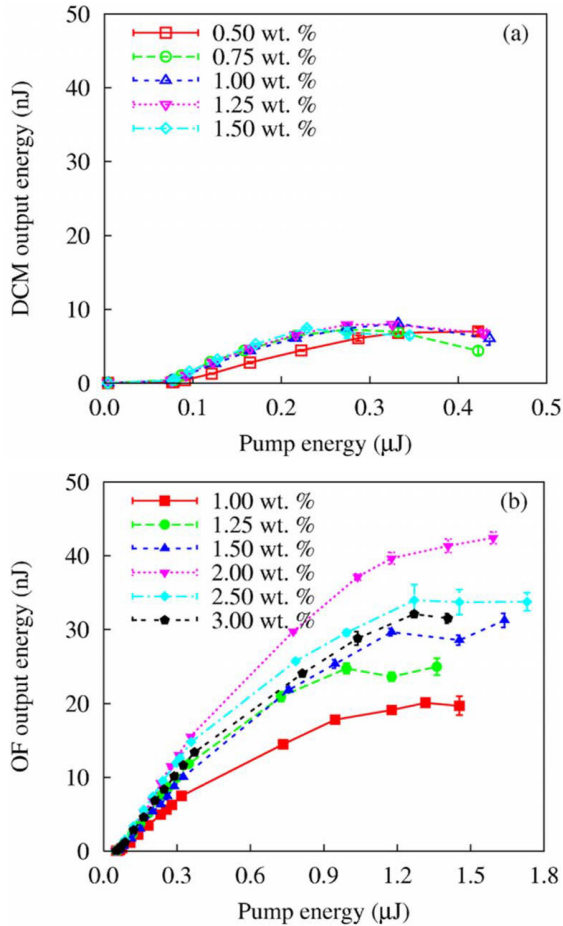 50
40
30
20
10
0
DCM output energy (nJ)
0.50 wt. %
0.75 wt. %
1.00 wt. %
1.25 wt. %
1.50 wt. %
(a)
0.0 0.1 0.2 0.3 0.4 0.5
Pump energy (μJ)
50
40
30
20
10
0
OF output energy (nJ)
1.00 wt. %
1.25 wt. %
1.50 wt. %
2.00 wt. %
2.50 wt. %
3.00 wt. %
(b)
0.0 0.3 0.6 0.9 1.2 1.5 1.8
Pump energy (μJ)